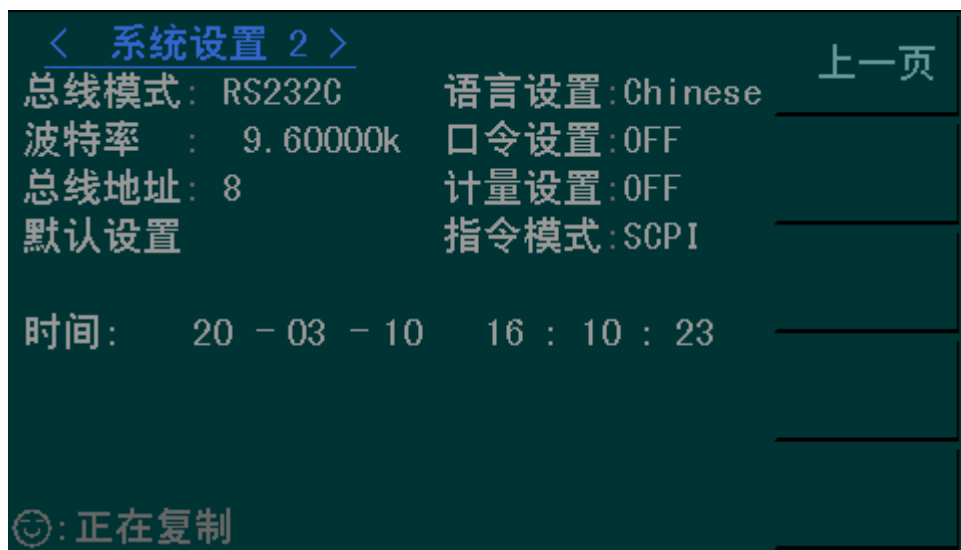 < 系统设置 2 >
上一页
总线模式: RS232C 语言设置:Chinese
波特率 : 9.60000k 口令设置:OFF
总线地址: 8 计量设置:OFF
默认设置 指令模式:SCPI
时间: 20 - 03 - 10 16 : 10 : 23
:正在复制